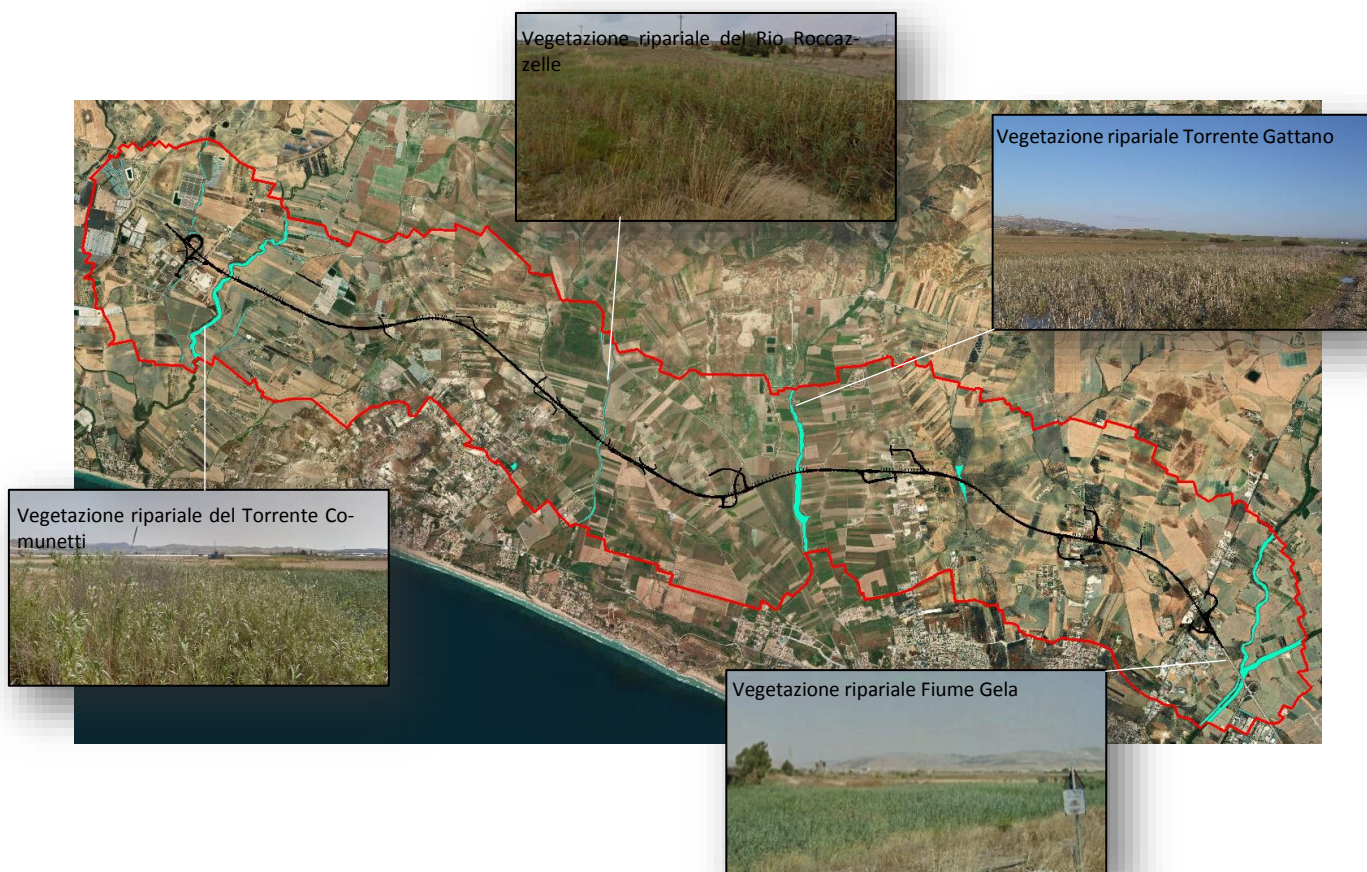 Vegetazione ripariale del Rio Roccaz-
zelle
Vegetazione ripariale Torrente Gattano
Vegetazione ripariale del Torrente Co-
munetti
Vegetazione ripariale Fiume Gela